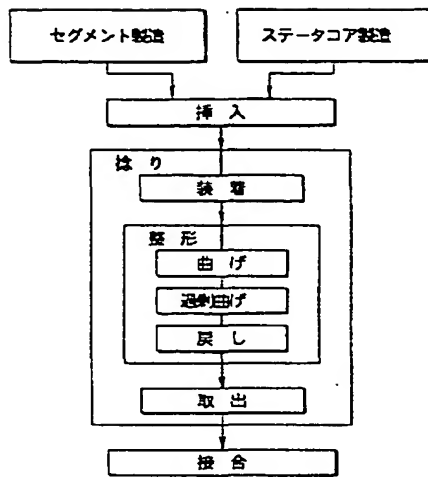 セグメント製造
ステータコア製造
挿入
捻り
装着
整形
曲げ
過剰曲げ
戻し
取出
接合